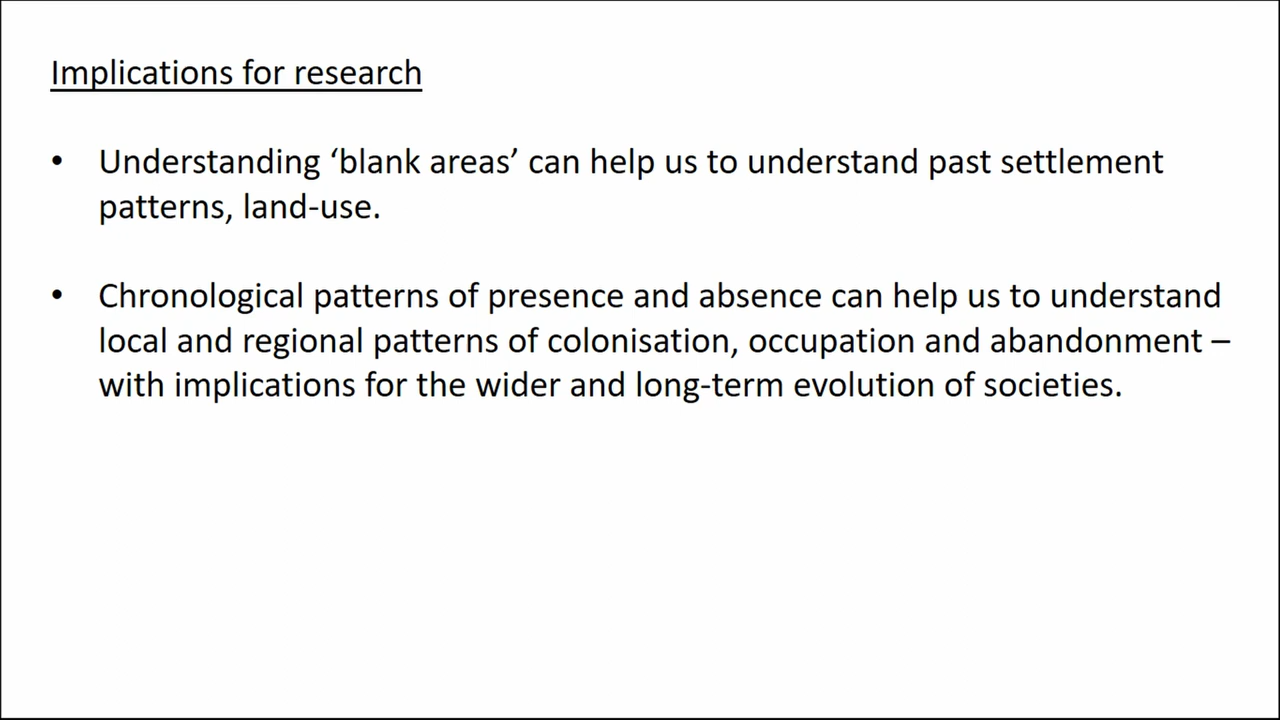 Implications for research
• Understanding ‘blank areas’ can help us to understand past settlement
patterns, land-use.
• Chronological patterns of presence and absence can help us to understand
local and regional patterns of colonisation, occupation and abandonment –
with implications for the wider and long-term evolution of societies.